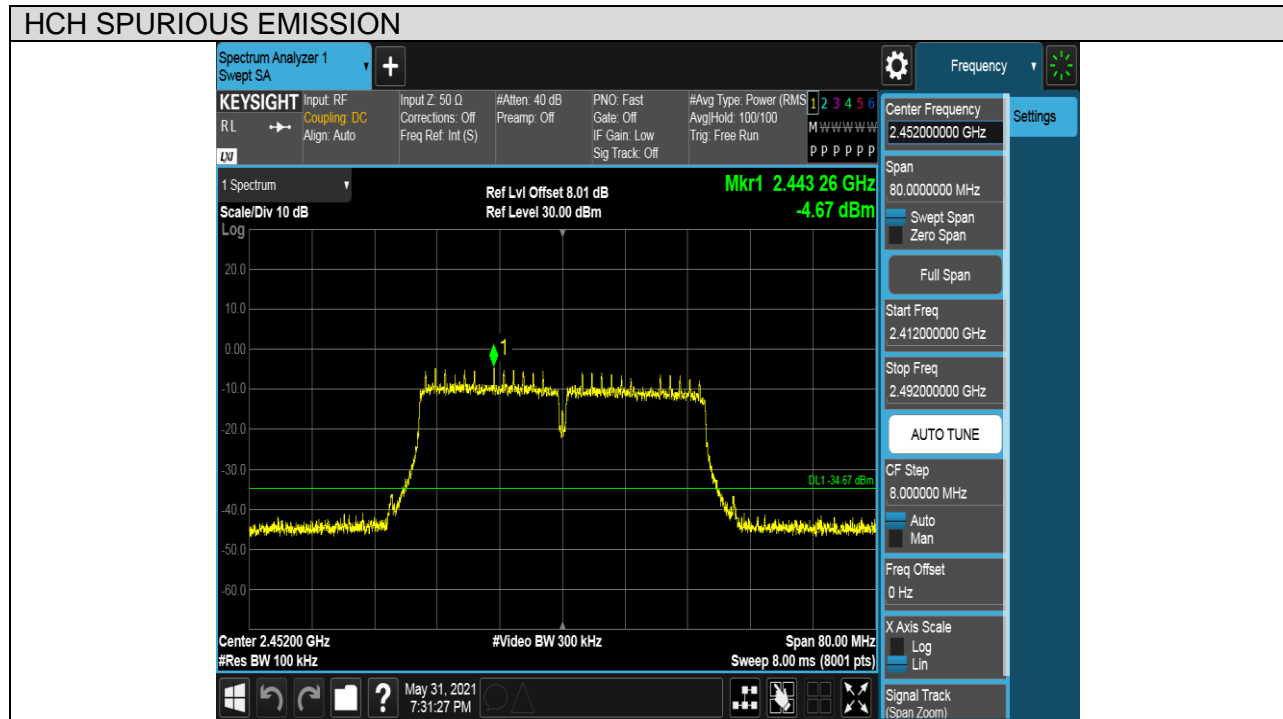 HCH SPURIOUS EMISSION
Spectrum Analyzer 1
Swept SA
Frequency
KEYSIGHT
RL
LXI
Input: RF
Coupling: DC
Align: Auto
Input Z: 50 Ω
Corrections: Off
Freq Ref: Int (S)
#Atten: 40 dB
Preamp: Off
PNO: Fast
Gate: Off
IF Gain: Low
Sig Track: Off
#Avg Type: Power (RMS
Avg|Hold: 100/100
Trig: Free Run
1 2 3 4 5 6
M W W W W W
P P P P P P
1 Spectrum
Scale/Div 10 dB
Ref Lvl Offset 8.01 dB
Ref Level 30.00 dBm
Mkr1 2.443 26 GHz
-4.67 dBm
Log
20.0
10.0
0.00
-10.0
-20.0
-30.0
-40.0
-50.0
-60.0
1
DL1 -34.67 dBm
Center 2.45200 GHz
#Res BW 100 kHz
#Video BW 300 kHz
Span 80.00 MHz
Sweep 8.00 ms (8001 pts)
Center Frequency
2.452000000 GHz
Settings
Span
80.0000000 MHz
Swept Span
Zero Span
Full Span
Start Freq
2.412000000 GHz
Stop Freq
2.492000000 GHz
AUTO TUNE
CF Step
8.000000 MHz
Auto
Man
Freq Offset
0 Hz
X Axis Scale
Log
Lin
Signal Track
(Span Zoom)
?
May 31, 2021
7:31:27 PM